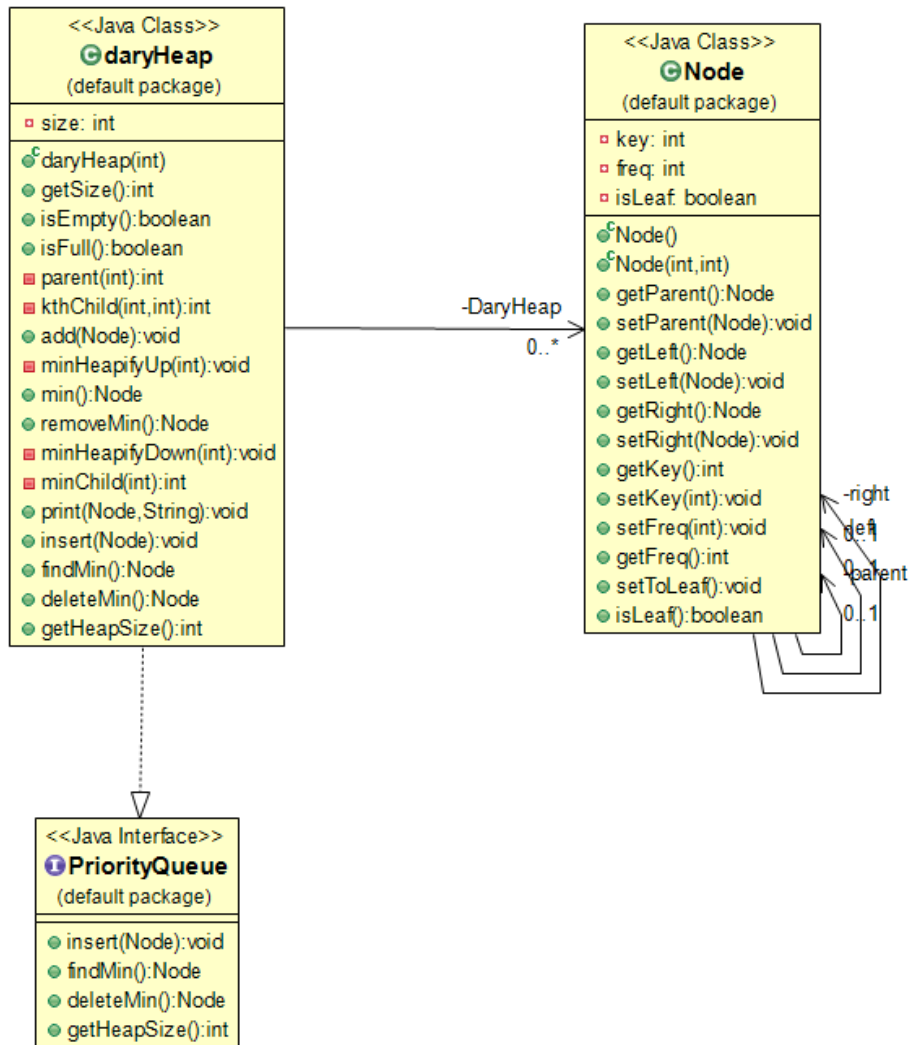 <<Java Class>>
daryHeap
(default package)
size: int
daryHeap(int)
getSize():int
isEmpty():boolean
isFull():boolean
parent(int):int
kthChild(int,int):int
add(Node):void
minHeapifyUp(int):void
min():Node
removeMin():Node
minHeapifyDown(int):void
minChild(int):int
print(Node,String):void
insert(Node):void
findMin():Node
deleteMin():Node
getHeapSize():int
-DaryHeap
0..*
<<Java Class>>
Node
(default package)
key: int
freq: int
isLeaf: boolean
Node()
Node(int,int)
getParent():Node
setParent(Node):void
getLeft():Node
setLeft(Node):void
getRight():Node
setRight(Node):void
getKey():int
setKey(int):void
setFreq(int):void
getFreq():int
setToLeaf():void
isLeaf():boolean
-right
0..1
-left
0..1
-parent
0..1
<<Java Interface>>
PriorityQueue
(default package)
insert(Node):void
findMin():Node
deleteMin():Node
getHeapSize():int